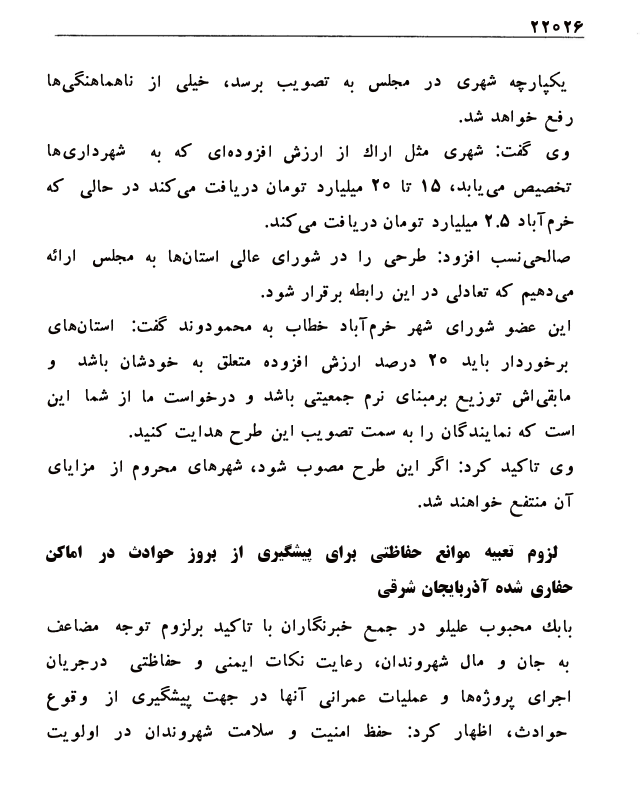 ۲۲۰۲۶
یکپارچه شهری در مجلس به تصویب برسد، خیلی از ناهماهنگی‌ها
رفع خواهد شد.
وی گفت: شهری مثل اراك از ارزش افزوده‌ای که به شهرداری‌ها
تخصیص می‌یابد، ۱۵ تا ۲۰ میلیارد تومان دریافت می‌کند در حالی که
خرم‌آباد ۲.۵ میلیارد تومان دریافت می‌کند.
صالحی‌نسب افزود: طرحی را در شورای عالی استان‌ها به مجلس ارائه
می‌دهیم که تعادلی در این رابطه برقرار شود.
این عضو شورای شهر خرم‌آباد خطاب به محمودوند گفت: استان‌های
برخوردار باید ۲۰ درصد ارزش افزوده متعلق به خودشان باشد و
مابقی‌اش توزیع برمبنای نرم جمعیتی باشد و درخواست ما از شما این
است که نمایندگان را به سمت تصویب این طرح هدایت کنید.
وی تاکید کرد: اگر این طرح مصوب شود، شهرهای محروم از مزایای
آن منتفع خواهند شد.
لزوم تعبیه موانع حفاظتی برای پیشگیری از بروز حوادث در اماکن
حفاری شده آذربایجان شرقی
بابك محبوب علیلو در جمع خبرنگاران با تاکید برلزوم توجه مضاعف
به جان و مال شهروندان، رعایت نکات ایمنی و حفاظتی درجریان
اجرای پروژه‌ها و عملیات عمرانی آنها در جهت پیشگیری از وقوع
حوادث، اظهار کرد: حفظ امنیت و سلامت شهروندان در اولویت